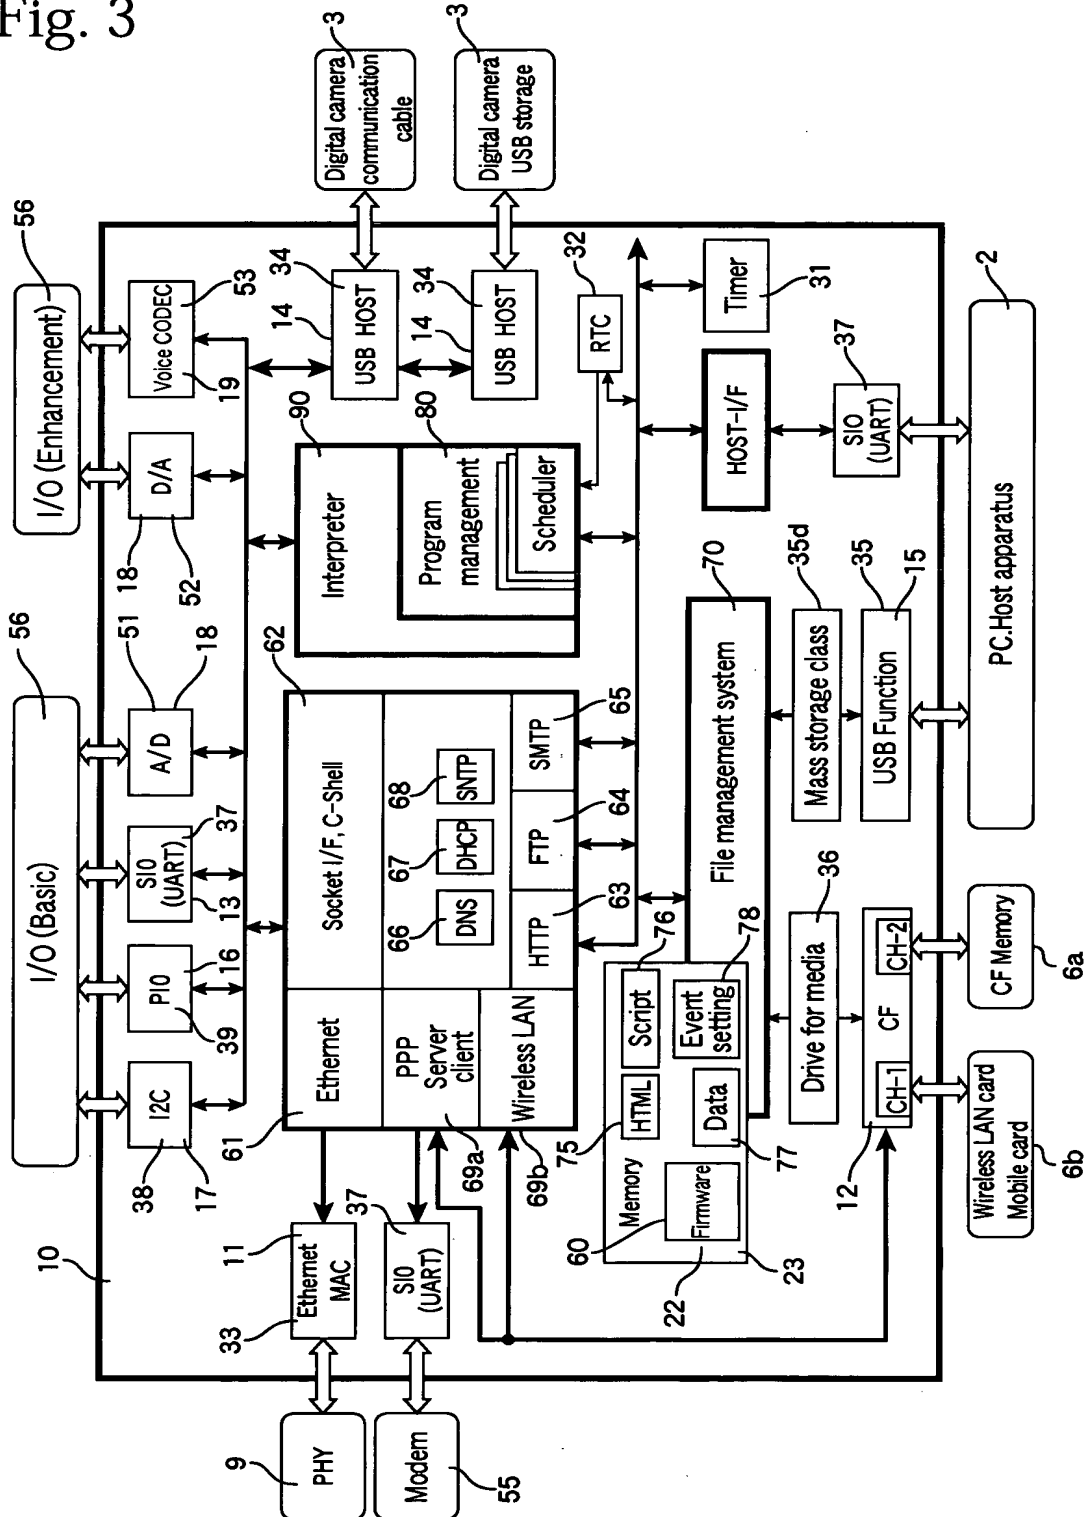 Fig. 3
I/O (Basic)
56
I/O (Enhancement)
56
10
38
I2C
17
PIO
39
16
SIO
(UART)
13
37
A/D
51
18
D/A
18
52
Voice CODEC
19
53
9
PHY
33
Ethernet
MAC
11
Modem
55
SIO
(UART)
37
61
Ethernet
Socket I/F, C-Shell
62
PPP
Server
client
69a
Wireless LAN
69b
66
DNS
67
DHCP
68
SNTP
HTTP
63
FTP
64
SMTP
65
Interpreter
90
Program
management
80
Scheduler
14
USB HOST
34
14
USB HOST
34
3
Digital camera
communication
cable
3
Digital camera
USB storage
RTC
32
Timer
31
HOST-I/F
SIO
(UART)
37
Memory
60
Firmware
22
23
75
HTML
Script
76
77
Data
Event
setting
78
File management system
70
Drive for media
36
Mass storage class
35d
USB Function
35
15
12
CF
CH-1
CH-2
Wireless LAN card
Mobile card
6b
CF Memory
6a
PC.Host apparatus
2